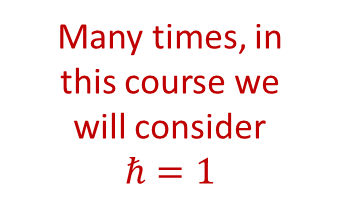 Many times, in
this course we
will consider
ℏ = 1